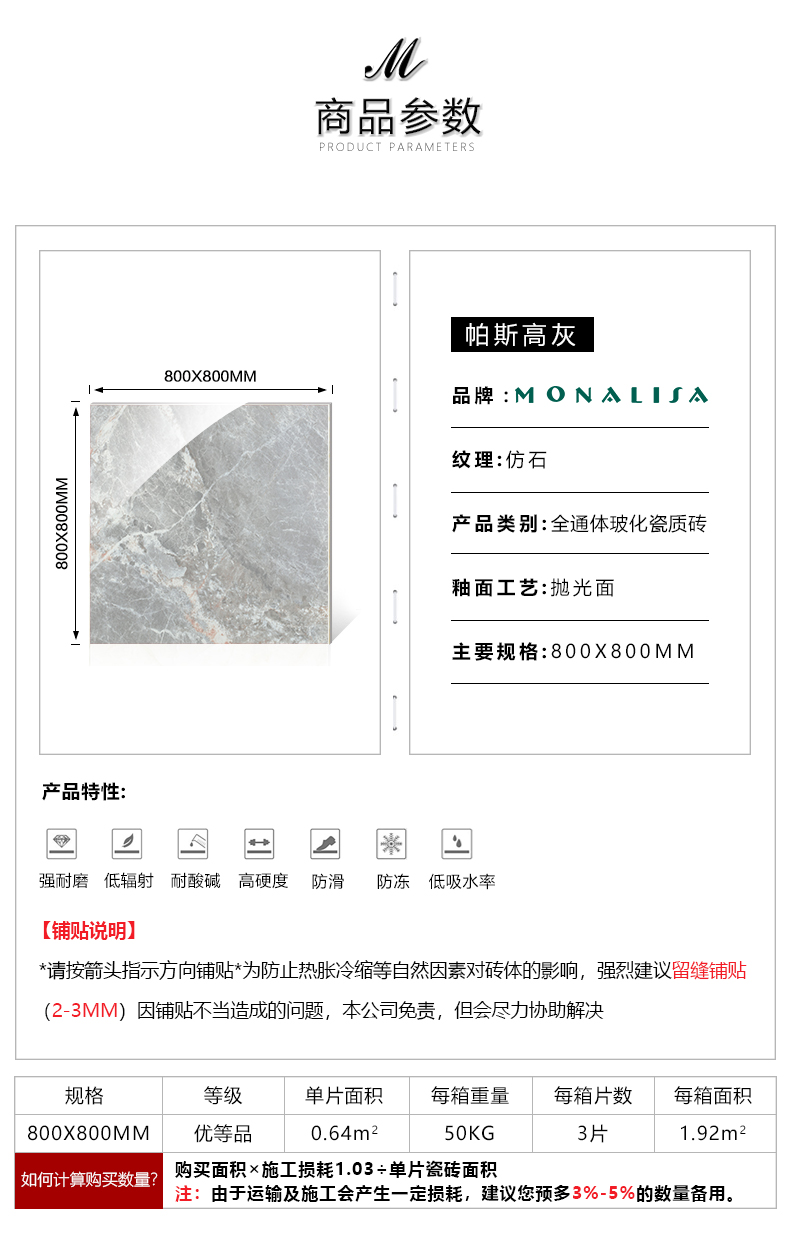 M
商品参数
PRODUCT PARAMETERS
800X800MM
800X800MM
帕斯高灰
品牌：MONALISA
纹理:仿石
产品类别:全通体玻化瓷质砖
釉面工艺:抛光面
主要规格:800X800MM
产品特性:
强耐磨 低辐射 耐酸碱 高硬度 防滑 防冻 低吸水率
【铺贴说明】
*请按箭头指示方向铺贴*为防止热胀冷缩等自然因素对砖体的影响，强烈建议留缝铺贴
（2-3MM）因铺贴不当造成的问题，本公司免责，但会尽力协助解决
规格 等级 单片面积 每箱重量 每箱片数 每箱面积
800X800MM 优等品 0.64m² 50KG 3片 1.92m²
如何计算购买数量?
购买面积×施工损耗1.03÷单片瓷砖面积
注：由于运输及施工会产生一定损耗，建议您预多3%-5%的数量备用。